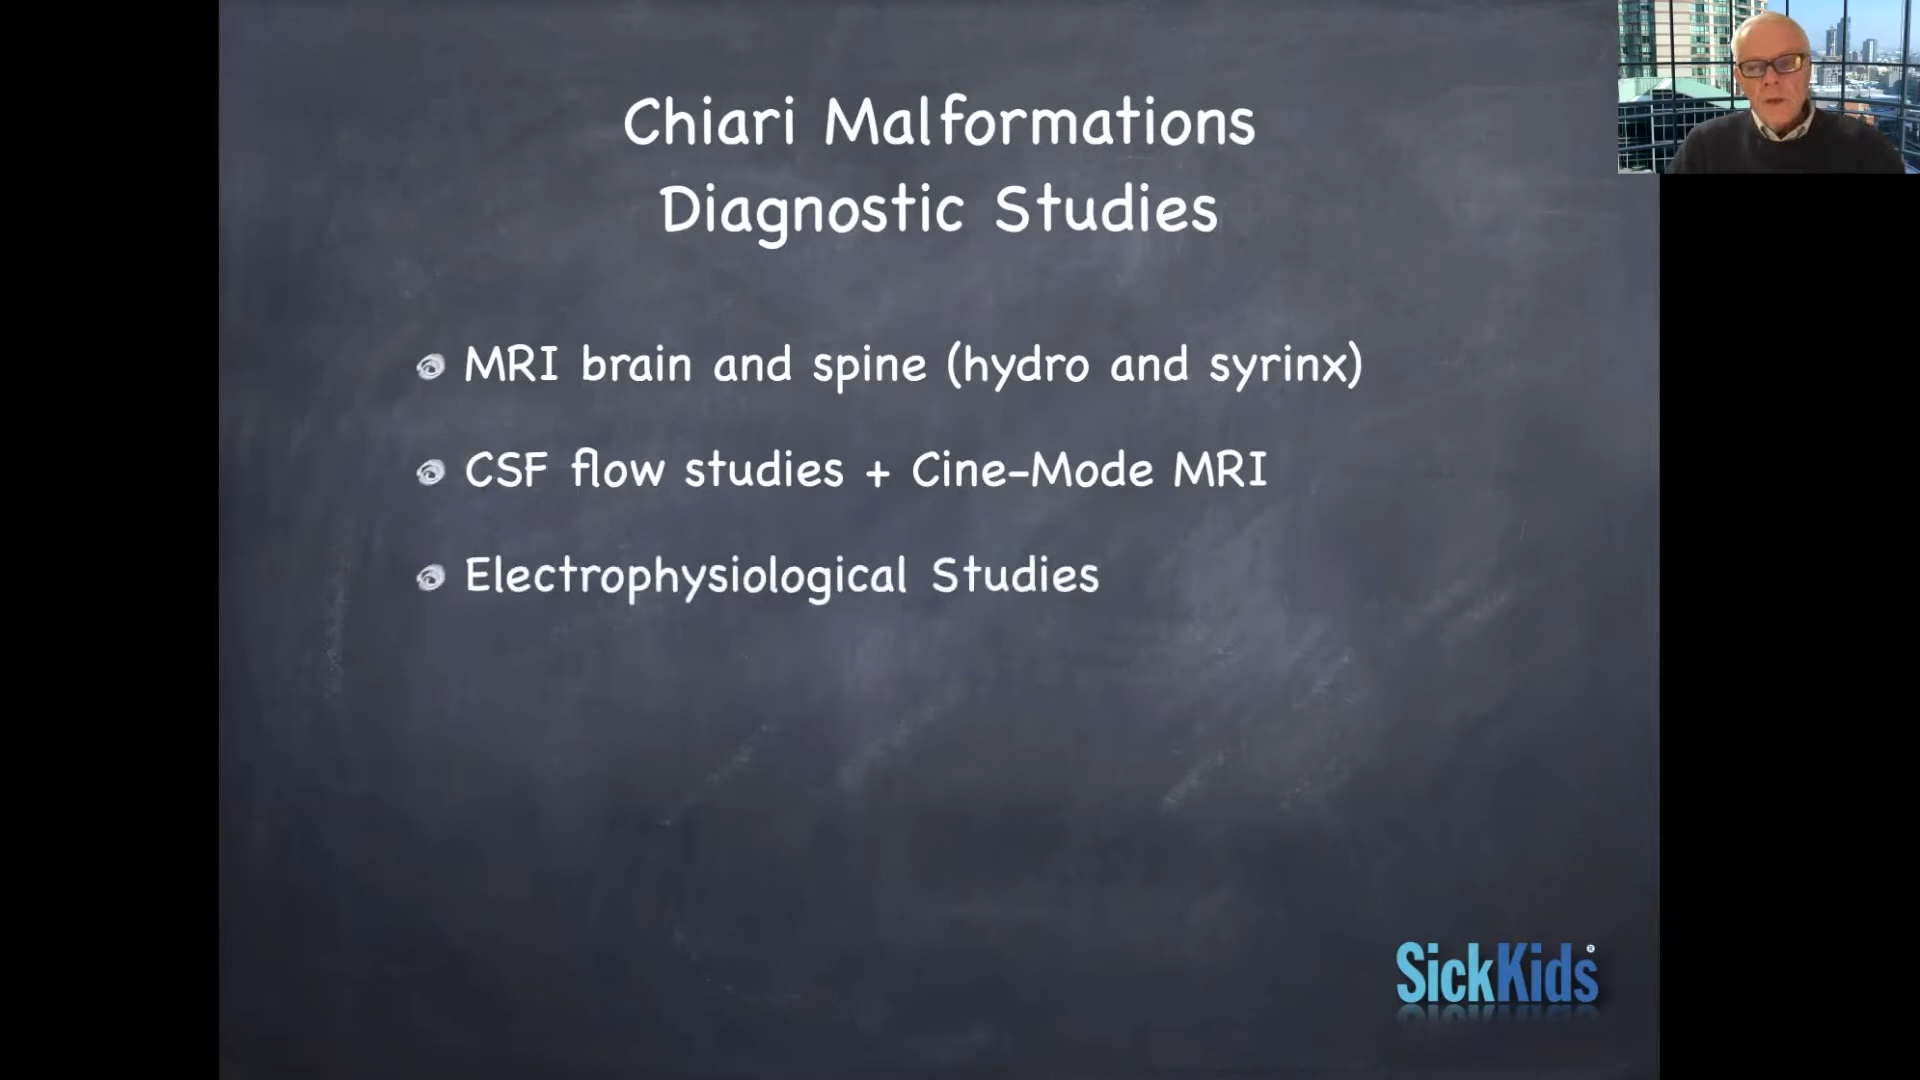 Chiari Malformations
Diagnostic Studies
MRI brain and spine (hydro and syrinx)
CSF flow studies + Cine-Mode MRI
Electrophysiological Studies
SickKids®